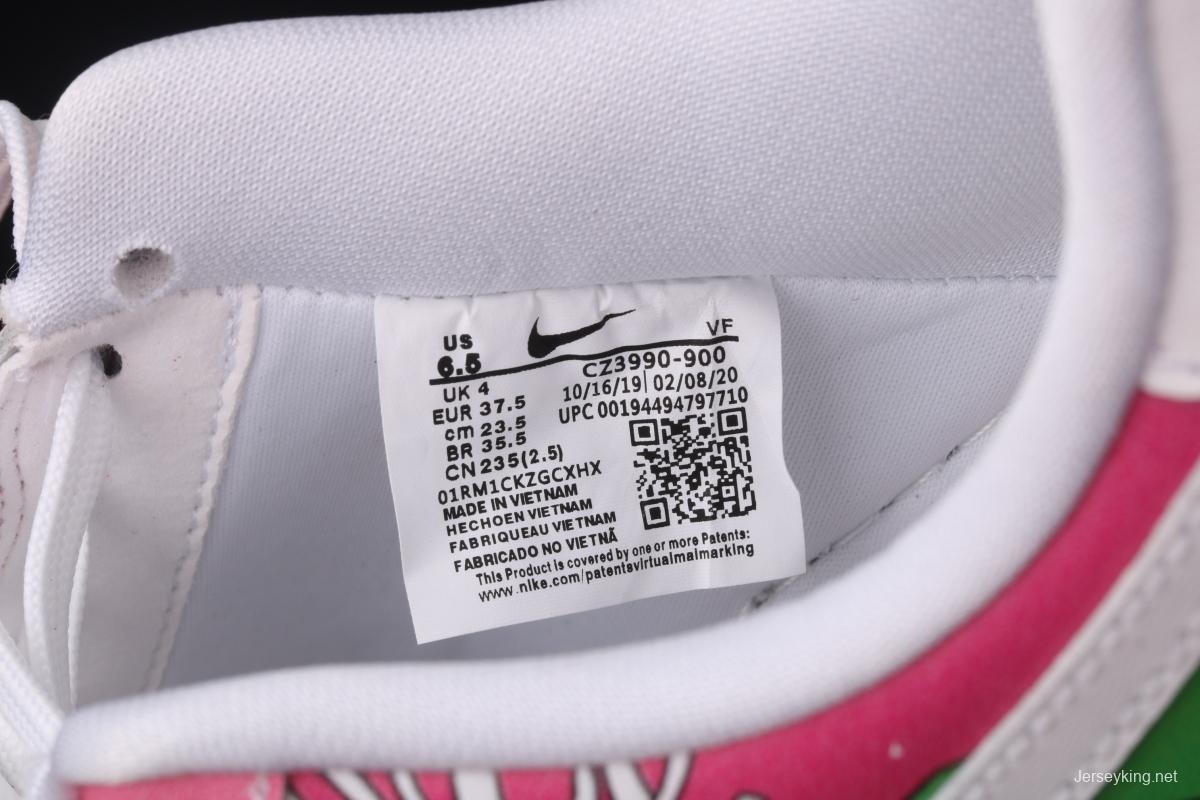 US
6.5
VF
UK 4
CZ3990-900
EUR 37.5
10/16/19| 02/08/20
cm 23.5
UPC 00194494797710
BR 35.5
CN 235(2.5)
01RM1CKZGCXHX
MADE IN VIETNAM
HECHOEN VIETNAM
FABRIQUEAU VIETNAM
FABRICADO NO VIETNÃ
This Product is covered by one or more Patents:
www.nike.com/patentsvirtualmalmarking
Jerseyking.net